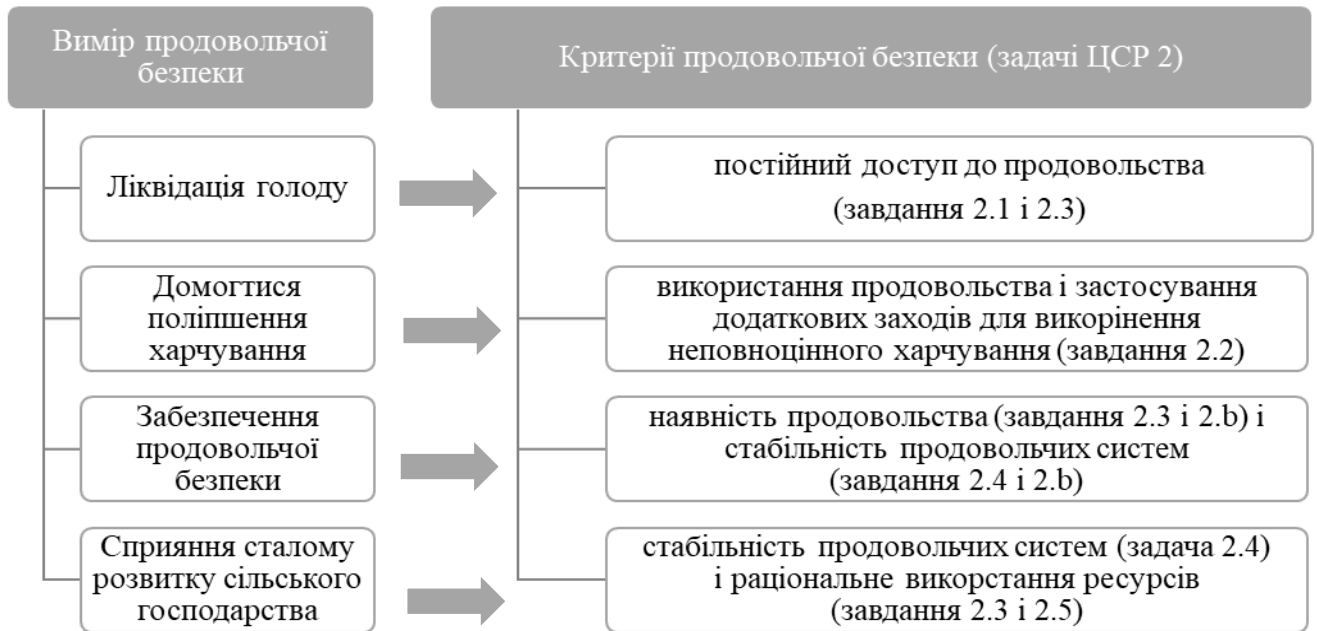 Вимір продовольчої
безпеки
Критерії продовольчої безпеки (задачі ЦСР 2)
Ліквідація голоду
постійний доступ до продовольства
(завдання 2.1 і 2.3)
Домогтися
поліпшення
харчування
використання продовольства і застосування
додаткових заходів для викорінення
неповноцінного харчування (завдання 2.2)
Забезпечення
продовольчої
безпеки
наявність продовольства (завдання 2.3 і 2.b) і
стабільність продовольчих систем
(завдання 2.4 і 2.b)
Сприяння сталому
розвитку сільського
господарства
стабільність продовольчих систем (задача 2.4)
і раціональне викорстання ресурсів
(завдання 2.3 і 2.5)